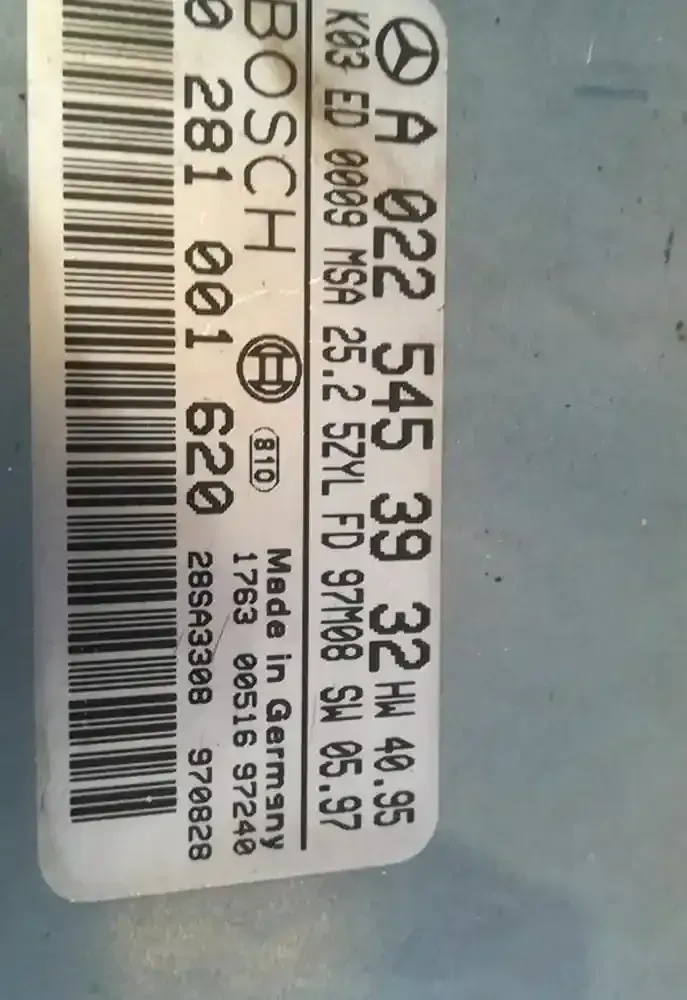 A 022 545 39 32 HW 40.95
K03 ED 0009 MSA 25.2 5ZYL FD 97M08 SW 05.97
BOSCH
810
Made in Germany
1763 00516 97240
0 281 001 620
28SA3308 970828